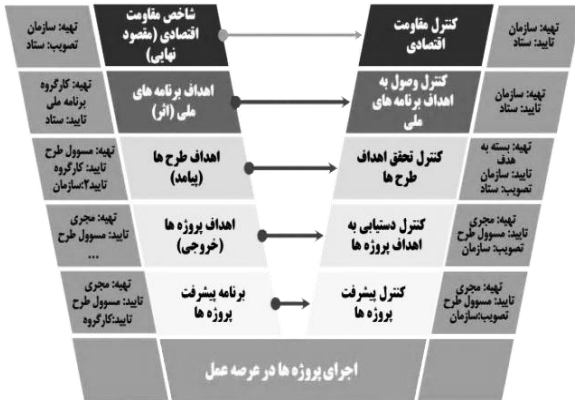 تهیه: سازمان
تایید: ستاد
کنترل مقاومت
اقتصادی
شاخص مقاومت
اقتصادی (مقصود
نهایی)
تهیه: سازمان
تصویب: ستاد
تهیه: سازمان
تایید: ستاد
کنترل وصول به
اهداف برنامه های
ملی
اهداف برنامه های
ملی (اثر)
تهیه: کارگروه
برنامه ملی
تایید: ستاد
تهیه: بسته به
هدف
تایید: سازمان
تصویب: ستاد
کنترل تحقق اهداف
طرح ها
اهداف طرح ها
(پیامد)
تهیه: مسوول طرح
تایید: کارگروه
تایید۲:سازمان
تهیه: مجری
تایید: مسوول طرح
تصویب: سازمان
کنترل دستیابی به
اهداف پروژه ها
اهداف پروژه ها
(خروجی)
تهیه: مجری
تایید: مسوول طرح
...
تهیه: مجری
تایید: مسوول طرح
تصویب:سازمان
کنترل پیشرفت
پروژه ها
برنامه پیشرفت
پروژه ها
تهیه: مجری
تایید: مسوول طرح
تایید:کارگروه
اجرای پروژه ها در عرصه عمل